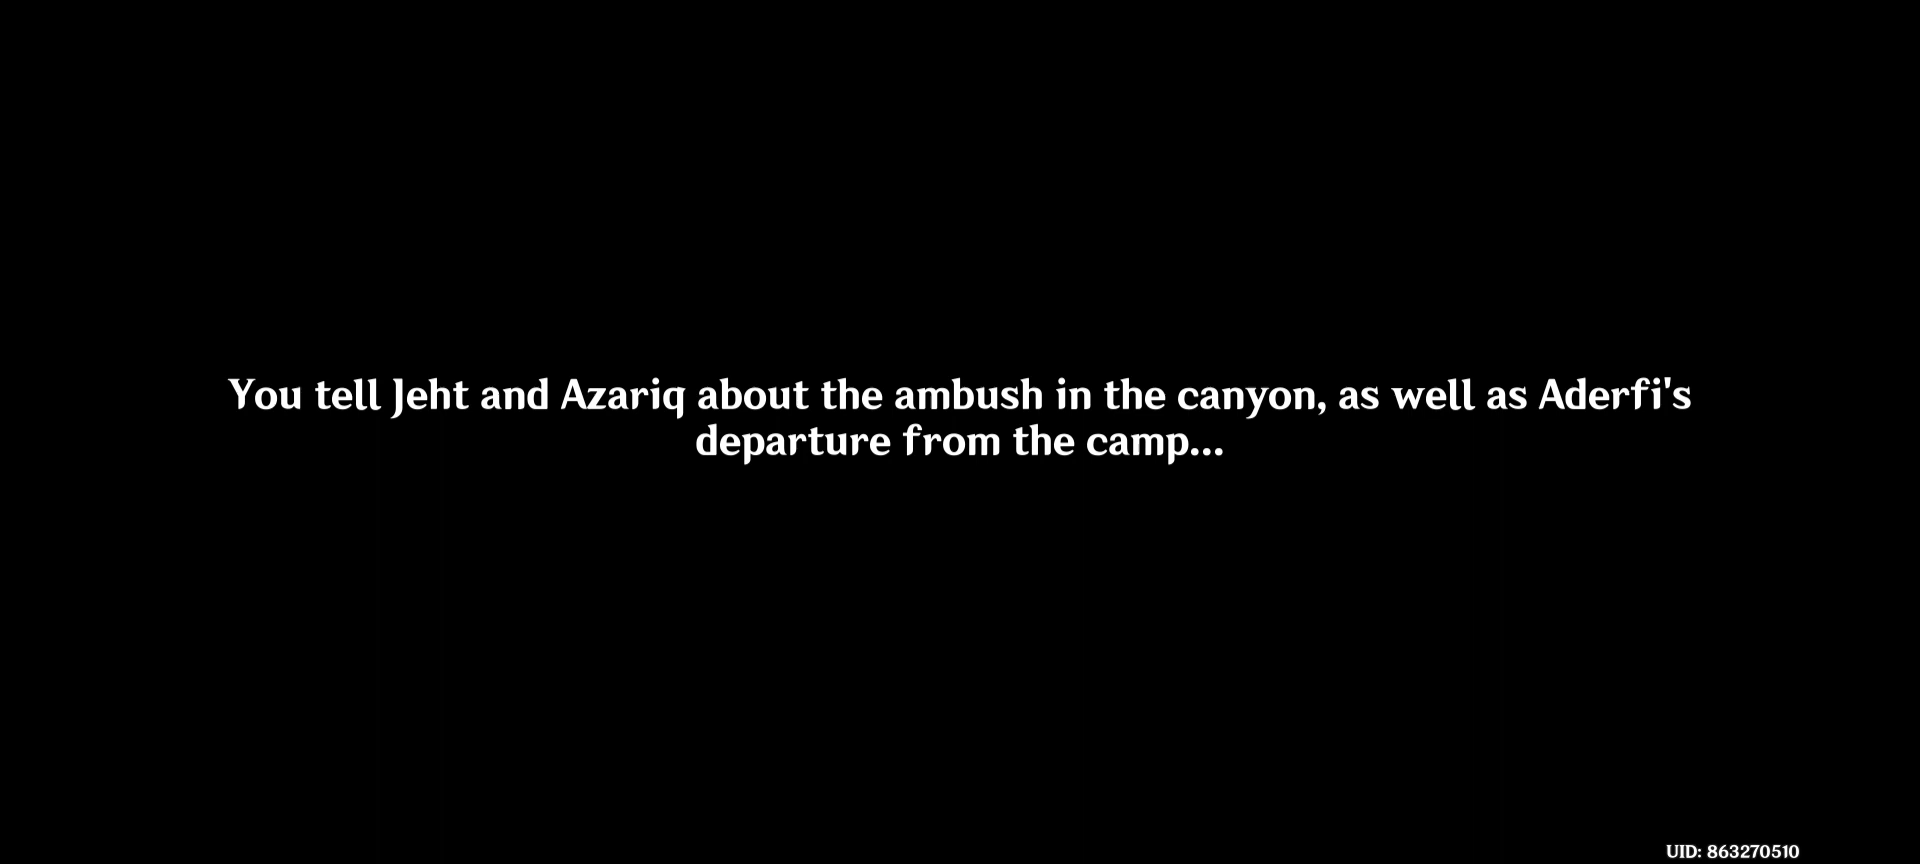 You tell Jeht and Azariq about the ambush in the canyon, as well as Aderfi's
departure from the camp...
UID: 863270510